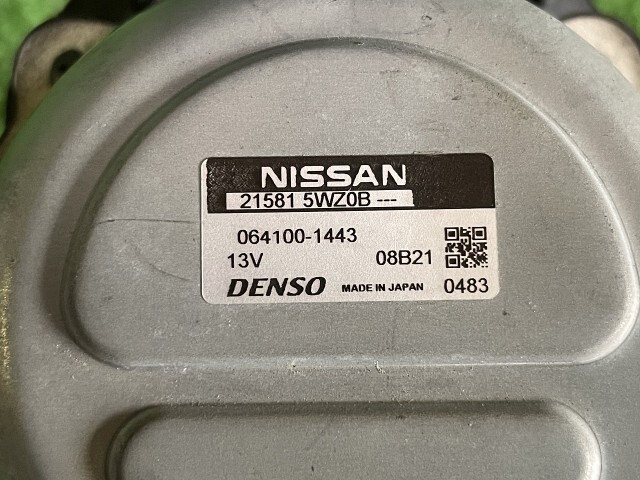 NISSAN
21581 5WZ0B ---
064100-1443
13V 08B21
DENSO MADE IN JAPAN 0483